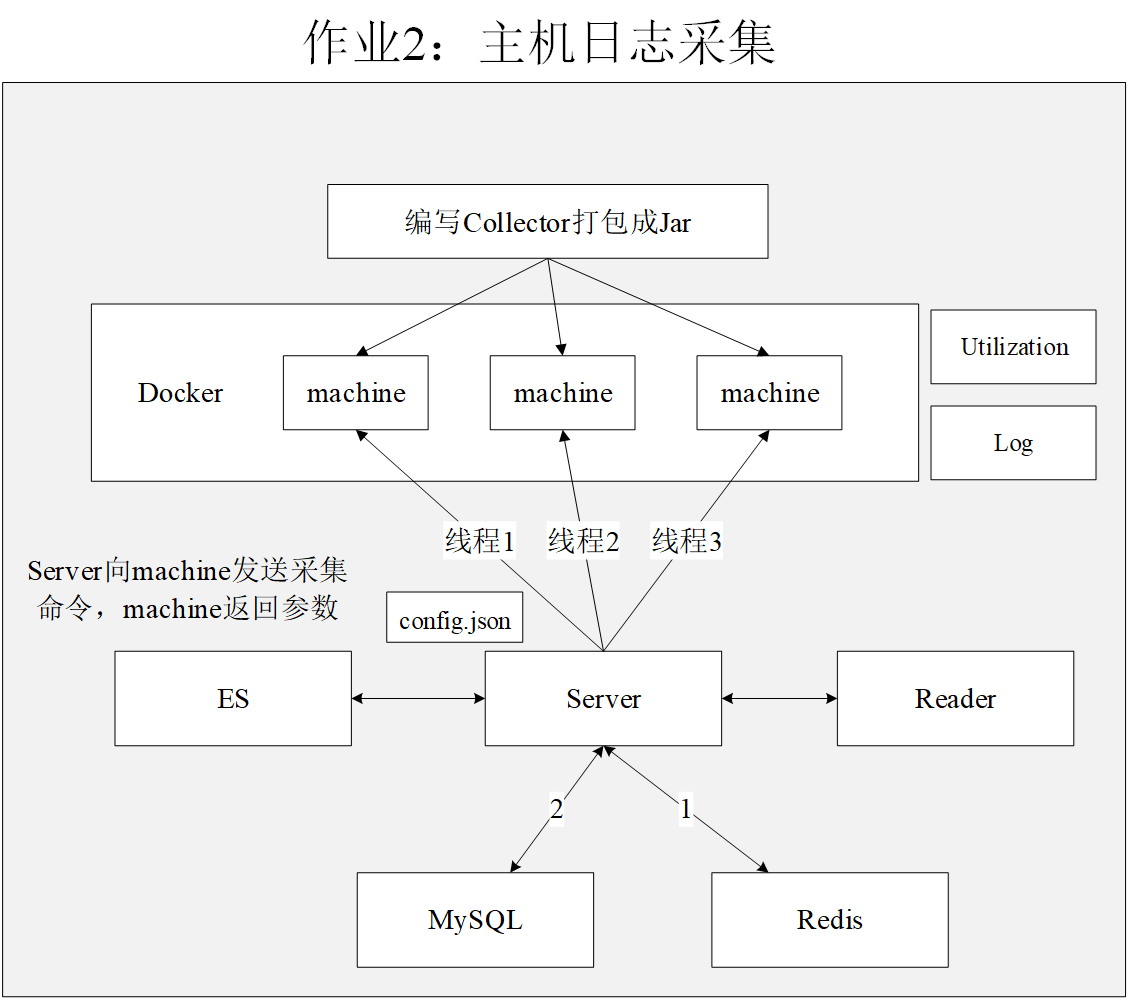 作业2：主机日志采集
编写Collector打包成Jar
Docker
machine
machine
machine
Utilization
Log
线程1
线程2
线程3
Server向machine发送采集
命令，machine返回参数
config.json
ES
Server
Reader
2
1
MySQL
Redis